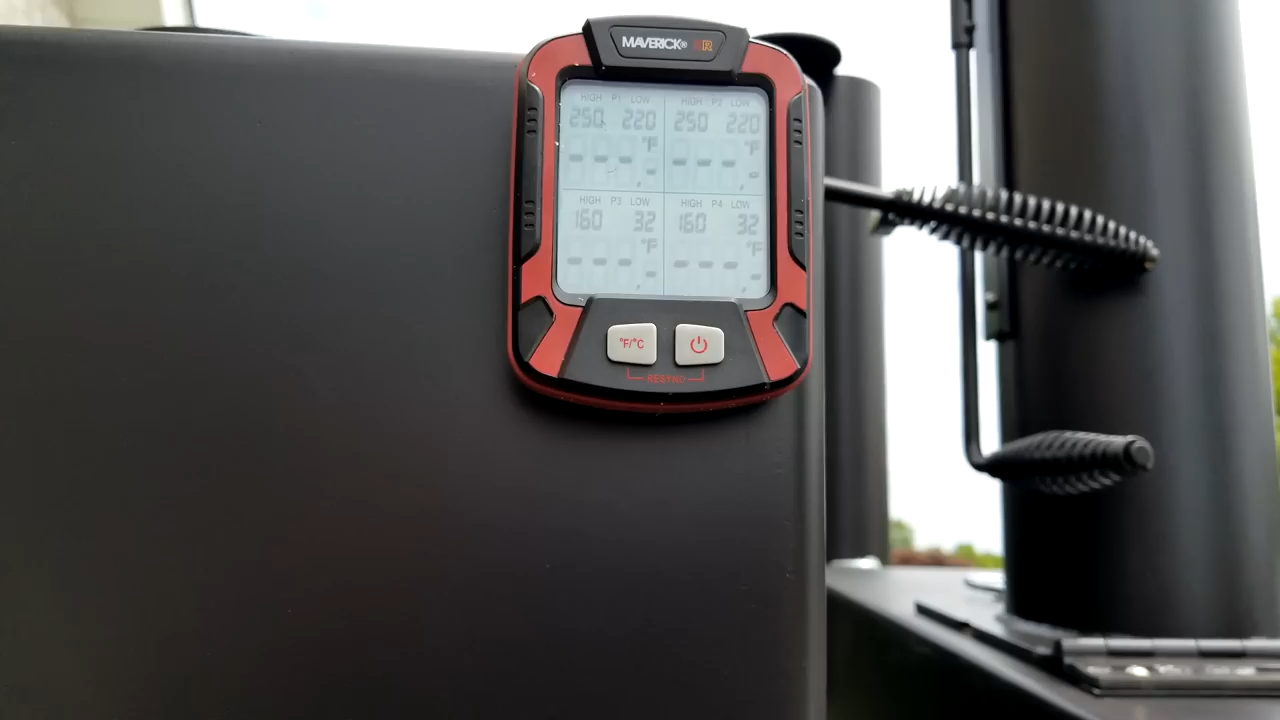 MAVERICK® XR
HIGH P1 LOW
250 220
---.- °F
HIGH P2 LOW
250 220
---.- °F
HIGH P3 LOW
160 32
---.- °F
HIGH P4 LOW
160 32
---.- °F
°F/°C
RESYNC